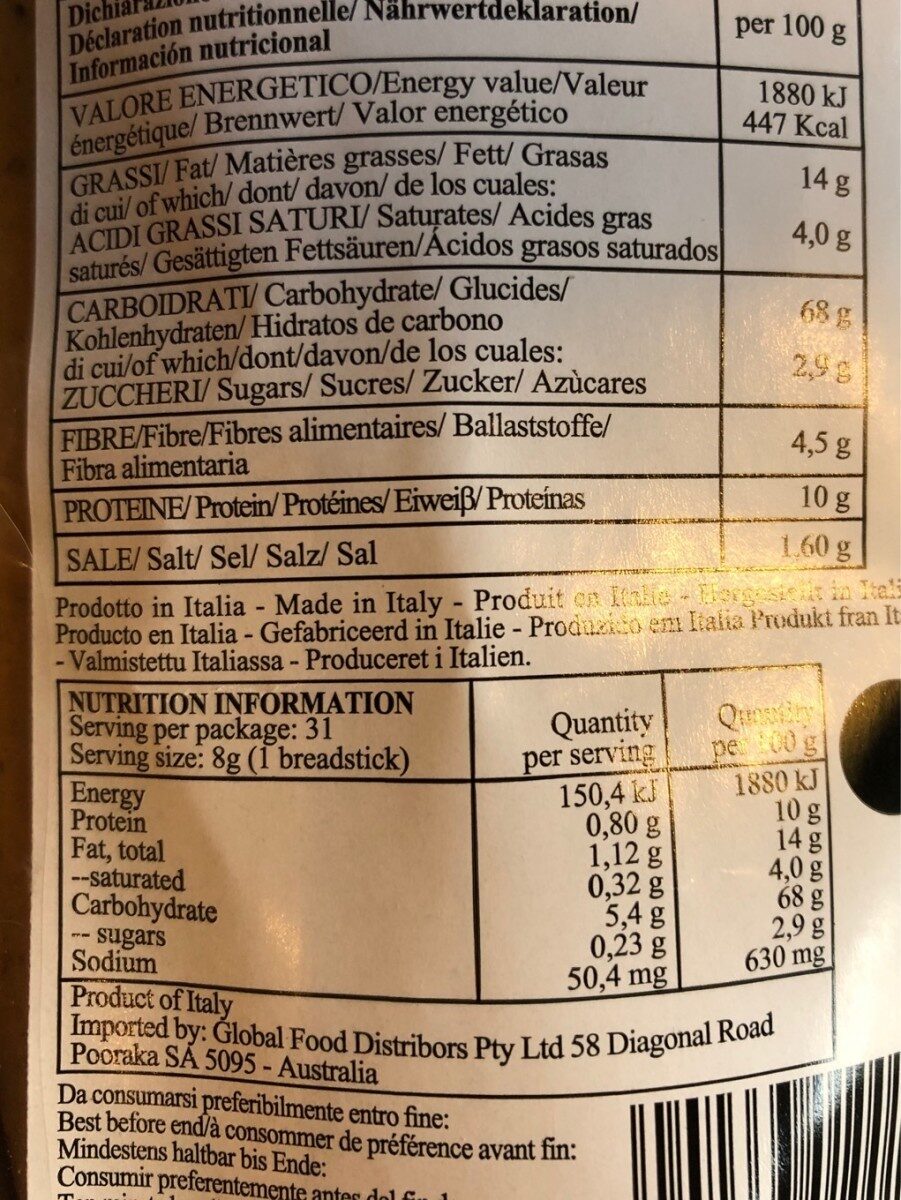 Déclaration nutritionnelle/ Nährwertdeklaration/
Información nutricional
per 100 g
VALORE ENERGETICO/Energy value/Valeur
énergétique/ Brennwert/ Valor energético
1880 kJ
447 Kcal
GRASSI/ Fat/ Matières grasses/ Fett/ Grasas
di cui/ of which/ dont/ davon/ de los cuales:
ACIDI GRASSI SATURI/ Saturates/ Acides gras
saturés/ Gesättigten Fettsäuren/Ácidos grasos saturados
14 g
4,0 g
CARBOIDRATI/ Carbohydrate/ Glucides/
Kohlenhydraten/ Hidratos de carbono
di cui/of which/dont/davon/de los cuales:
ZUCCHERI/ Sugars/ Sucres/ Zucker/ Azùcares
68 g
2,9 g
FIBRE/Fibre/Fibres alimentaires/ Ballaststoffe/
Fibra alimentaria
4,5 g
PROTEINE/ Protein/ Protéines/ Eiweiß/ Proteínas
10 g
SALE/ Salt/ Sel/ Salz/ Sal
1.60 g
Prodotto in Italia - Made in Italy - Produit en Italie - Hergestellt in
Producto en Italia - Gefabriceerd in Italie - Produzido em Italia Produkt fran
- Valmistettu Italiassa - Produceret i Italien.
NUTRITION INFORMATION
Serving per package: 31
Serving size: 8g (1 breadstick)
Quantity
per serving
Quantity
per 100 g
Energy 150,4 kJ 1880 kJ
Protein 0,80 g 10 g
Fat, total 1,12 g 14 g
--saturated 0,32 g 4,0 g
Carbohydrate 5,4 g 68 g
-- sugars 0,23 g 2,9 g
Sodium 50,4 mg 630 mg
Product of Italy
Imported by: Global Food Distribors Pty Ltd 58 Diagonal Road
Pooraka SA 5095 - Australia
Da consumarsi preferibilmente entro fine:
Best before end/à consommer de préférence avant fin:
Mindestens haltbar bis Ende:
Consumir preferentemente antes del